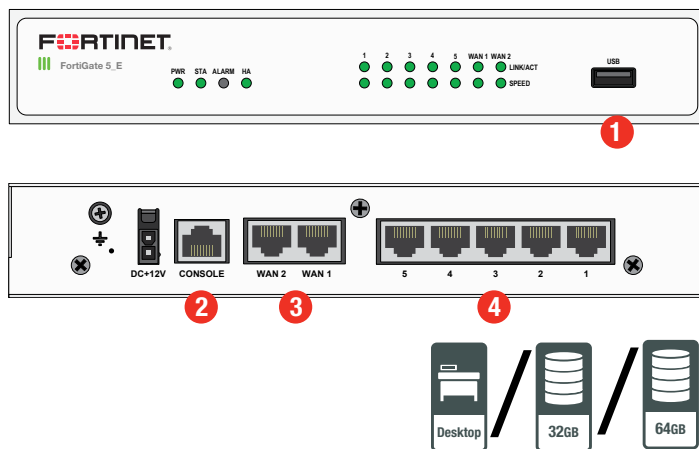 FORTINET.
FortiGate 5_E
PWR STA ALARM HA
1 2 3 4 5 WAN 1 WAN 2
LINK/ACT
SPEED
USB
1
DC+12V CONSOLE WAN 2 WAN 1 5 4 3 2 1
2 3 4
Desktop / 32GB / 64GB